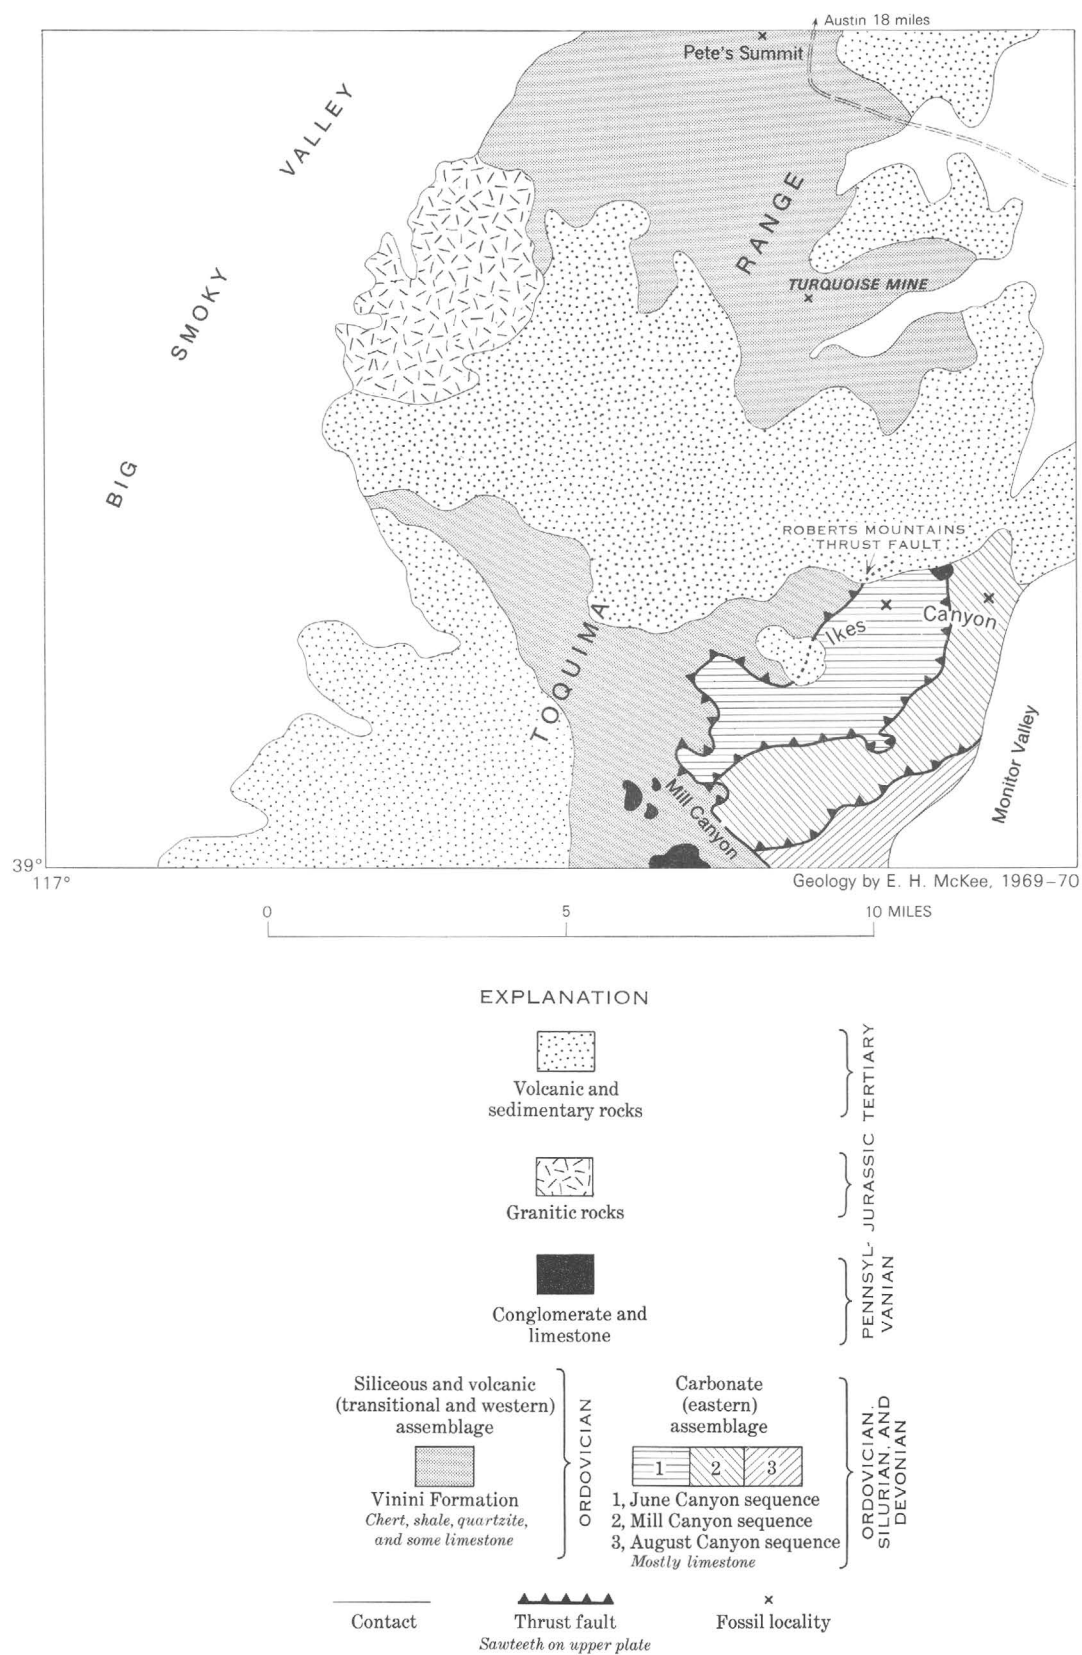 Austin 18 miles
Pete's Summit
VALLEY
SMOKY
BIG
RANGE
TURQUOISE MINE
ROBERTS MOUNTAINS
THRUST FAULT
Ikes Canyon
TOQUIMA
Mill Canyon
Monitor Valley
39°
117°
Geology by E. H. McKee, 1969–70
0 5 10 MILES
EXPLANATION
Volcanic and
sedimentary rocks
TERTIARY
Granitic rocks
JURASSIC
Conglomerate and
limestone
PENNSYL-
VANIAN
Siliceous and volcanic
(transitional and western)
assemblage
Vinini Formation
Chert, shale, quartzite,
and some limestone
ORDOVICIAN
Carbonate
(eastern)
assemblage
1 2 3
1, June Canyon sequence
2, Mill Canyon sequence
3, August Canyon sequence
Mostly limestone
ORDOVICIAN,
SILURIAN, AND
DEVONIAN
Contact
Thrust fault
Sawteeth on upper plate
Fossil locality